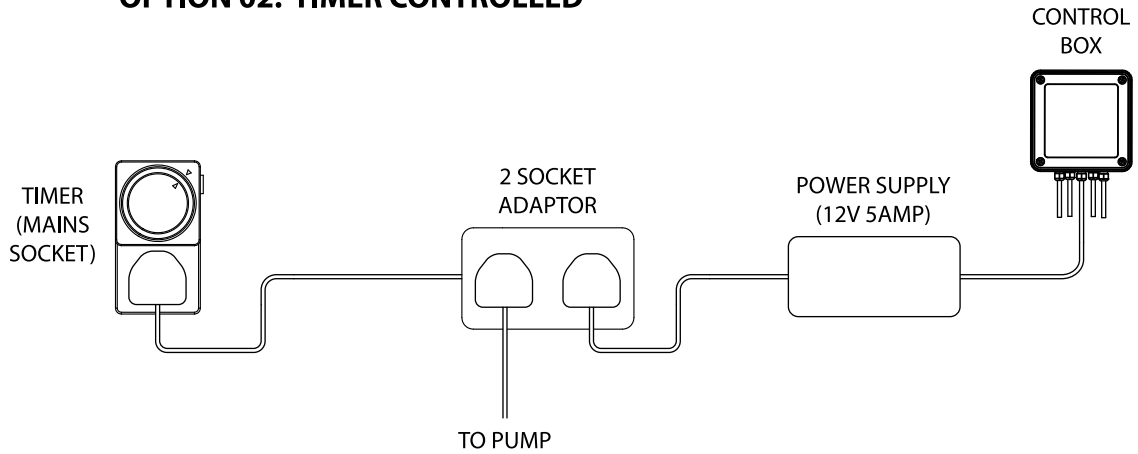 OPTION 02: TIMER CONTROLLED
CONTROL
BOX
TIMER
(MAINS
SOCKET)
2 SOCKET
ADAPTOR
POWER SUPPLY
(12V 5AMP)
TO PUMP